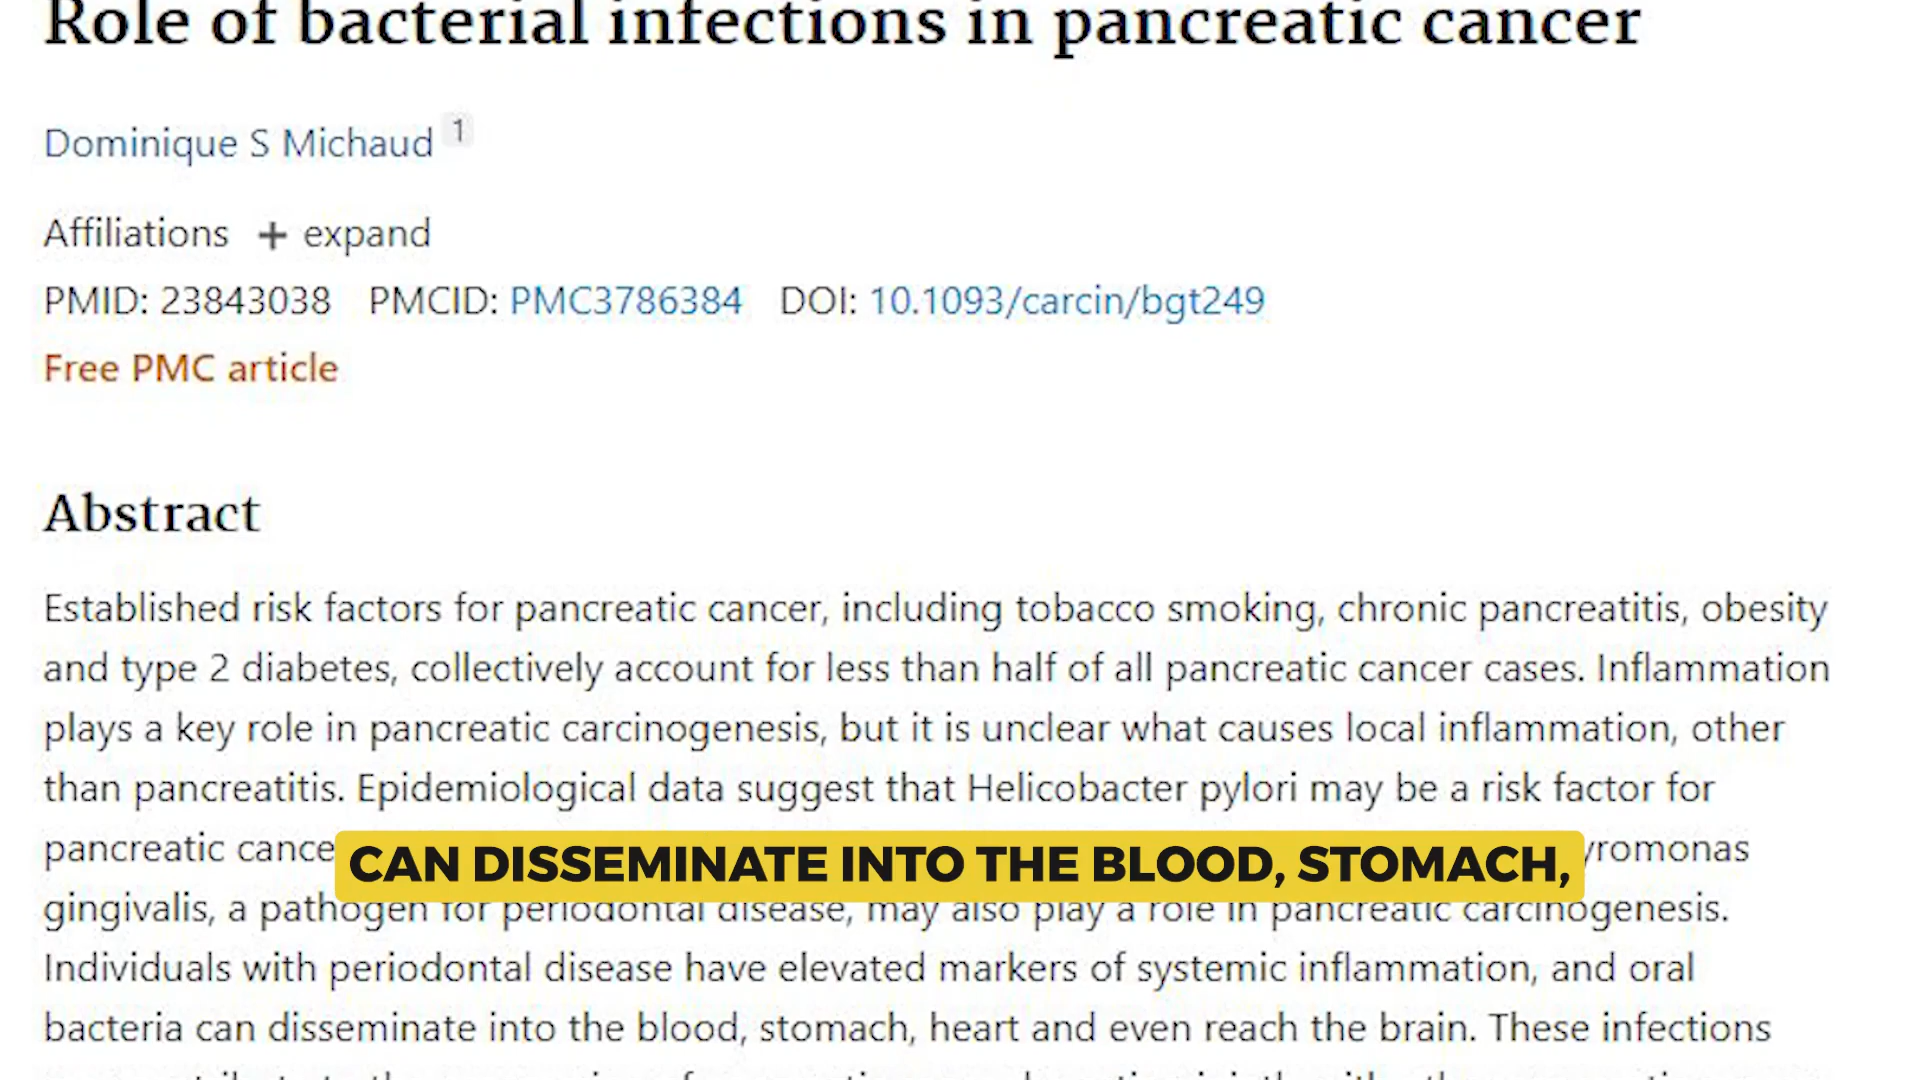 Role of bacterial infections in pancreatic cancer
Dominique S Michaud 1
Affiliations + expand
PMID: 23843038 PMCID: PMC3786384 DOI: 10.1093/carcin/bgt249
Free PMC article
Abstract
Established risk factors for pancreatic cancer, including tobacco smoking, chronic pancreatitis, obesity
and type 2 diabetes, collectively account for less than half of all pancreatic cancer cases. Inflammation
plays a key role in pancreatic carcinogenesis, but it is unclear what causes local inflammation, other
than pancreatitis. Epidemiological data suggest that Helicobacter pylori may be a risk factor for
pancreatic cance yromonas
CAN DISSEMINATE INTO THE BLOOD, STOMACH,
gingivalis, a pathogen for periodontal disease, may also play a role in pancreatic carcinogenesis.
Individuals with periodontal disease have elevated markers of systemic inflammation, and oral
bacteria can disseminate into the blood, stomach, heart and even reach the brain. These infections